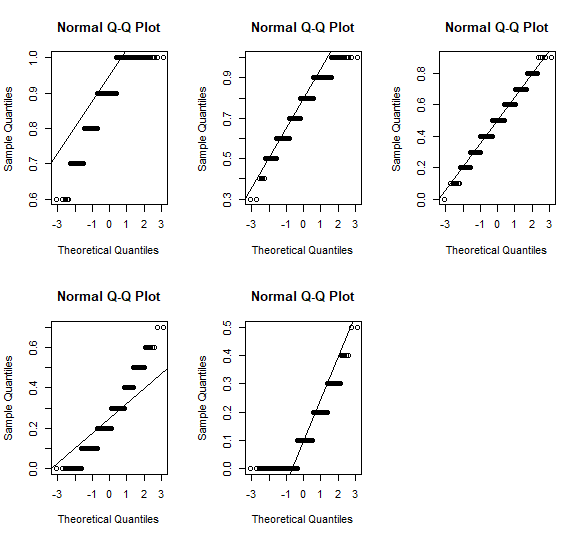 Normal Q-Q Plot
Sample Quantiles
0.6 0.7 0.8 0.9 1.0
-3 -1 0 1 2 3
Theoretical Quantiles
Normal Q-Q Plot
Sample Quantiles
0.3 0.5 0.7 0.9
-3 -1 0 1 2 3
Theoretical Quantiles
Normal Q-Q Plot
Sample Quantiles
0.0 0.2 0.4 0.6 0.8
-3 -1 0 1 2 3
Theoretical Quantiles
Normal Q-Q Plot
Sample Quantiles
0.0 0.2 0.4 0.6
-3 -1 0 1 2 3
Theoretical Quantiles
Normal Q-Q Plot
Sample Quantiles
0.0 0.1 0.2 0.3 0.4 0.5
-3 -1 0 1 2 3
Theoretical Quantiles